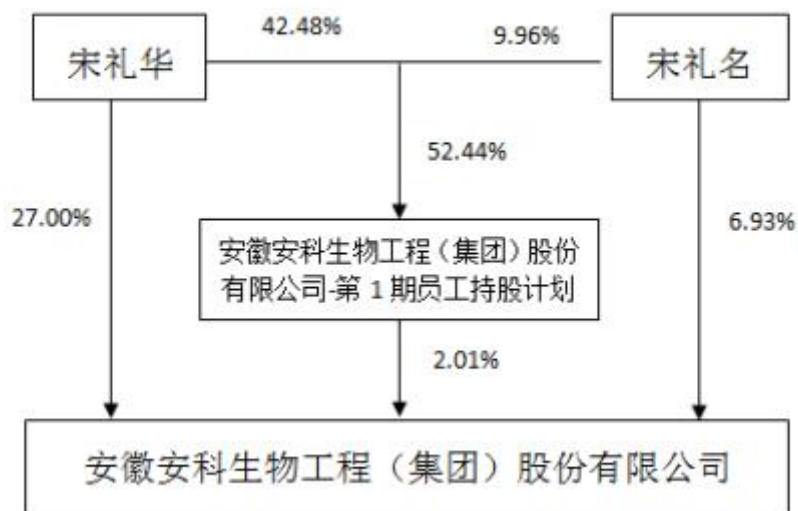 42.48%
9.96%
宋礼华
宋礼名
52.44%
27.00%
6.93%
安徽安科生物工程（集团）股份
有限公司-第 1 期员工持股计划
2.01%
安徽安科生物工程（集团）股份有限公司